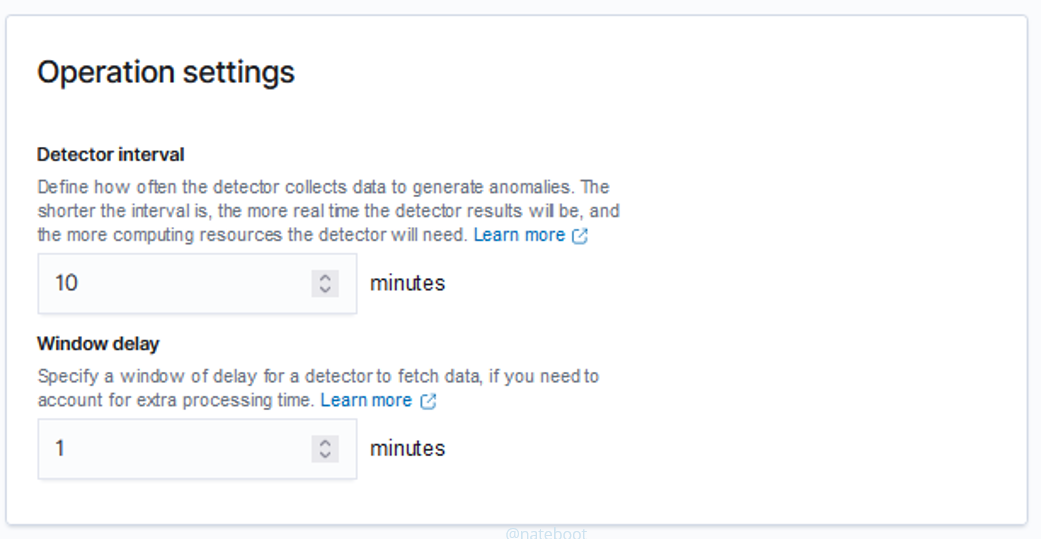 Operation settings
Detector interval
Define how often the detector collects data to generate anomalies. The
shorter the interval is, the more real time the detector results will be, and
the more computing resources the detector will need. Learn more
10 minutes
Window delay
Specify a window of delay for a detector to fetch data, if you need to
account for extra processing time. Learn more
1 minutes
@nateboot